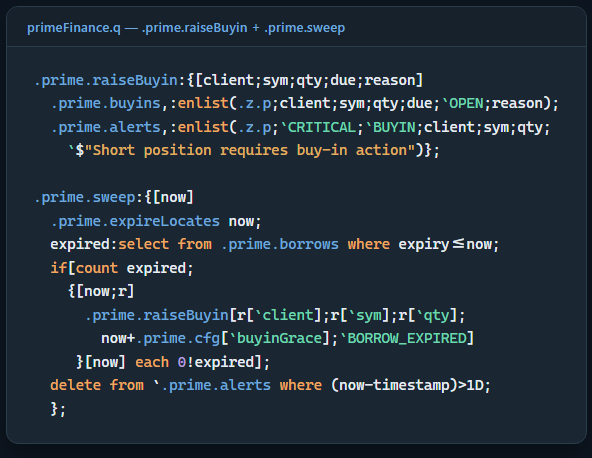 primeFinance.q — .prime.raiseBuyin + .prime.sweep
.prime.raiseBuyin:{[client;sym;qty;due;reason]
  .prime.buyins,:enlist(.z.p;client;sym;qty;due;`OPEN;reason);
  .prime.alerts,:enlist(.z.p;`CRITICAL;`BUYIN;client;sym;qty;
    `$"Short position requires buy-in action")};
.prime.sweep:{[now]
  .prime.expireLocates now;
  expired:select from .prime.borrows where expiry<=now;
  if[count expired;
    {[now;r]
      .prime.raiseBuyin[r[`client];r[`sym];r[`qty];
        now+.prime.cfg[`buyinGrace];`BORROW_EXPIRED]
     }[now] each 0!expired];
  delete from `.prime.alerts where (now-timestamp)>1D;
  };